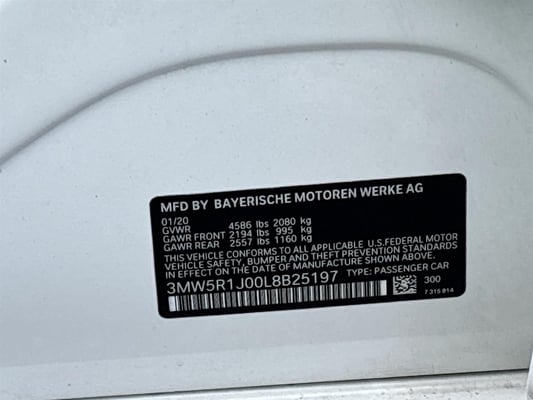 MFD BY BAYERISCHE MOTOREN WERKE AG
01/20
GVWR 4586 lbs 2080 kg
GAWR FRONT 2194 lbs 995 kg
GAWR REAR 2557 lbs 1160 kg
THIS VEHICLE CONFORMS TO ALL APPLICABLE U.S.FEDERAL MOTOR
VEHICLE SAFETY, BUMPER, AND THEFT PREVENTION STANDARDS
IN EFFECT ON THE DATE OF MANUFACTURE SHOWN ABOVE.
3MW5R1J00L8B25197 TYPE: PASSENGER CAR
300
7 315 014